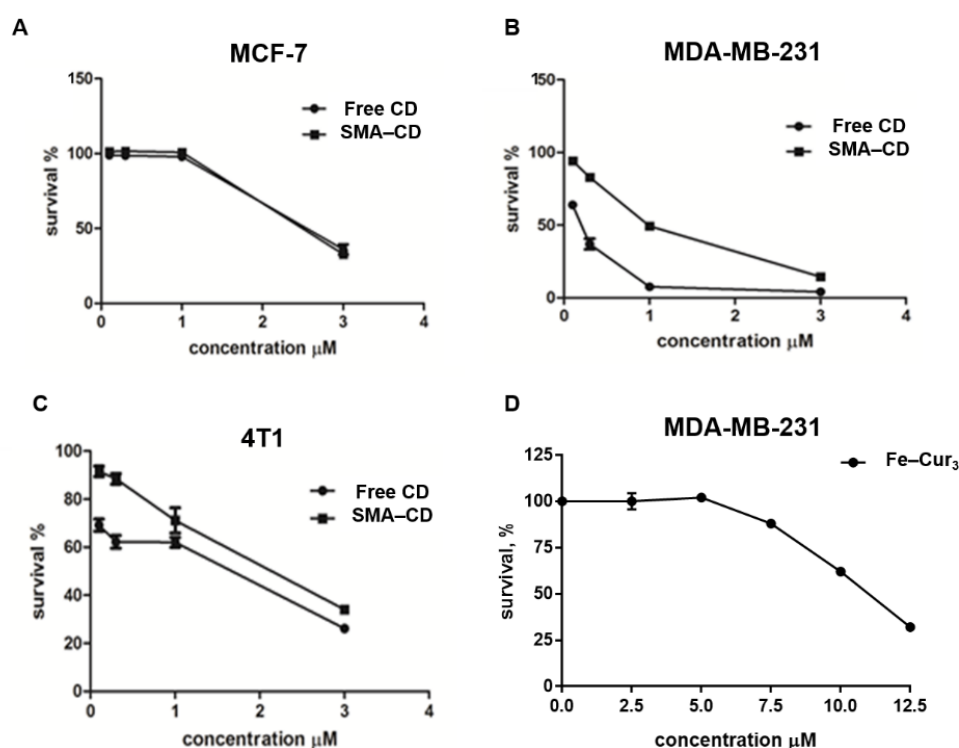 A
MCF-7
150
100
50
0
survival %
0
1
2
3
4
concentration μM
Free CD
SMA–CD
B
MDA-MB-231
150
100
50
0
survival %
0
1
2
3
4
concentration μM
Free CD
SMA–CD
C
4T1
100
80
60
40
20
0
survival %
0
1
2
3
4
concentration μM
Free CD
SMA–CD
D
MDA-MB-231
125
100
75
50
25
0
survival, %
0.0
2.5
5.0
7.5
10.0
12.5
concentration μM
Fe–Cur₃